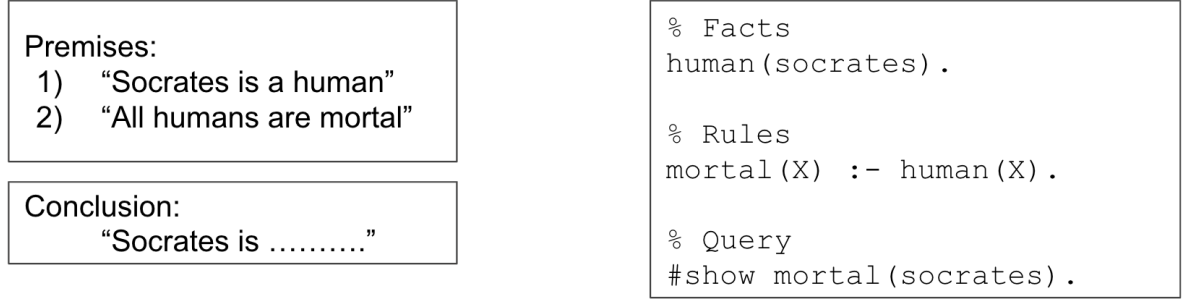 Premises:
1) “Socrates is a human”
2) “All humans are mortal”
Conclusion:
“Socrates is ……….”
% Facts
human(socrates).
% Rules
mortal(X) :- human(X).
% Query
#show mortal(socrates).